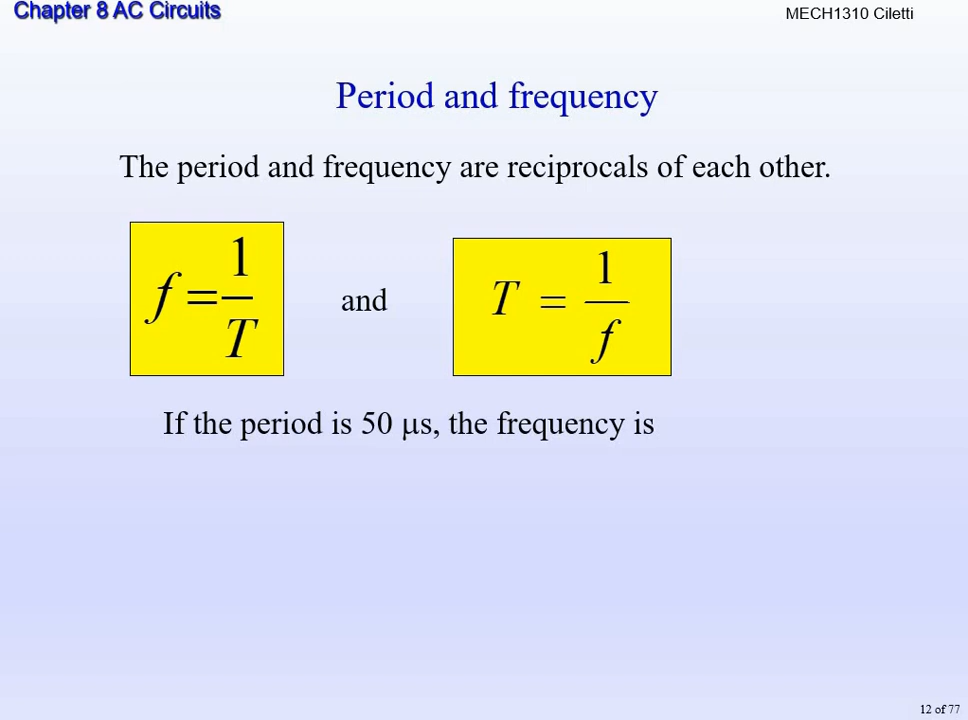 Chapter 8 AC Circuits
MECH1310 Ciletti
Period and frequency
The period and frequency are reciprocals of each other.
f = 1/T
and
T = 1/f
If the period is 50 μs, the frequency is
12 of 77